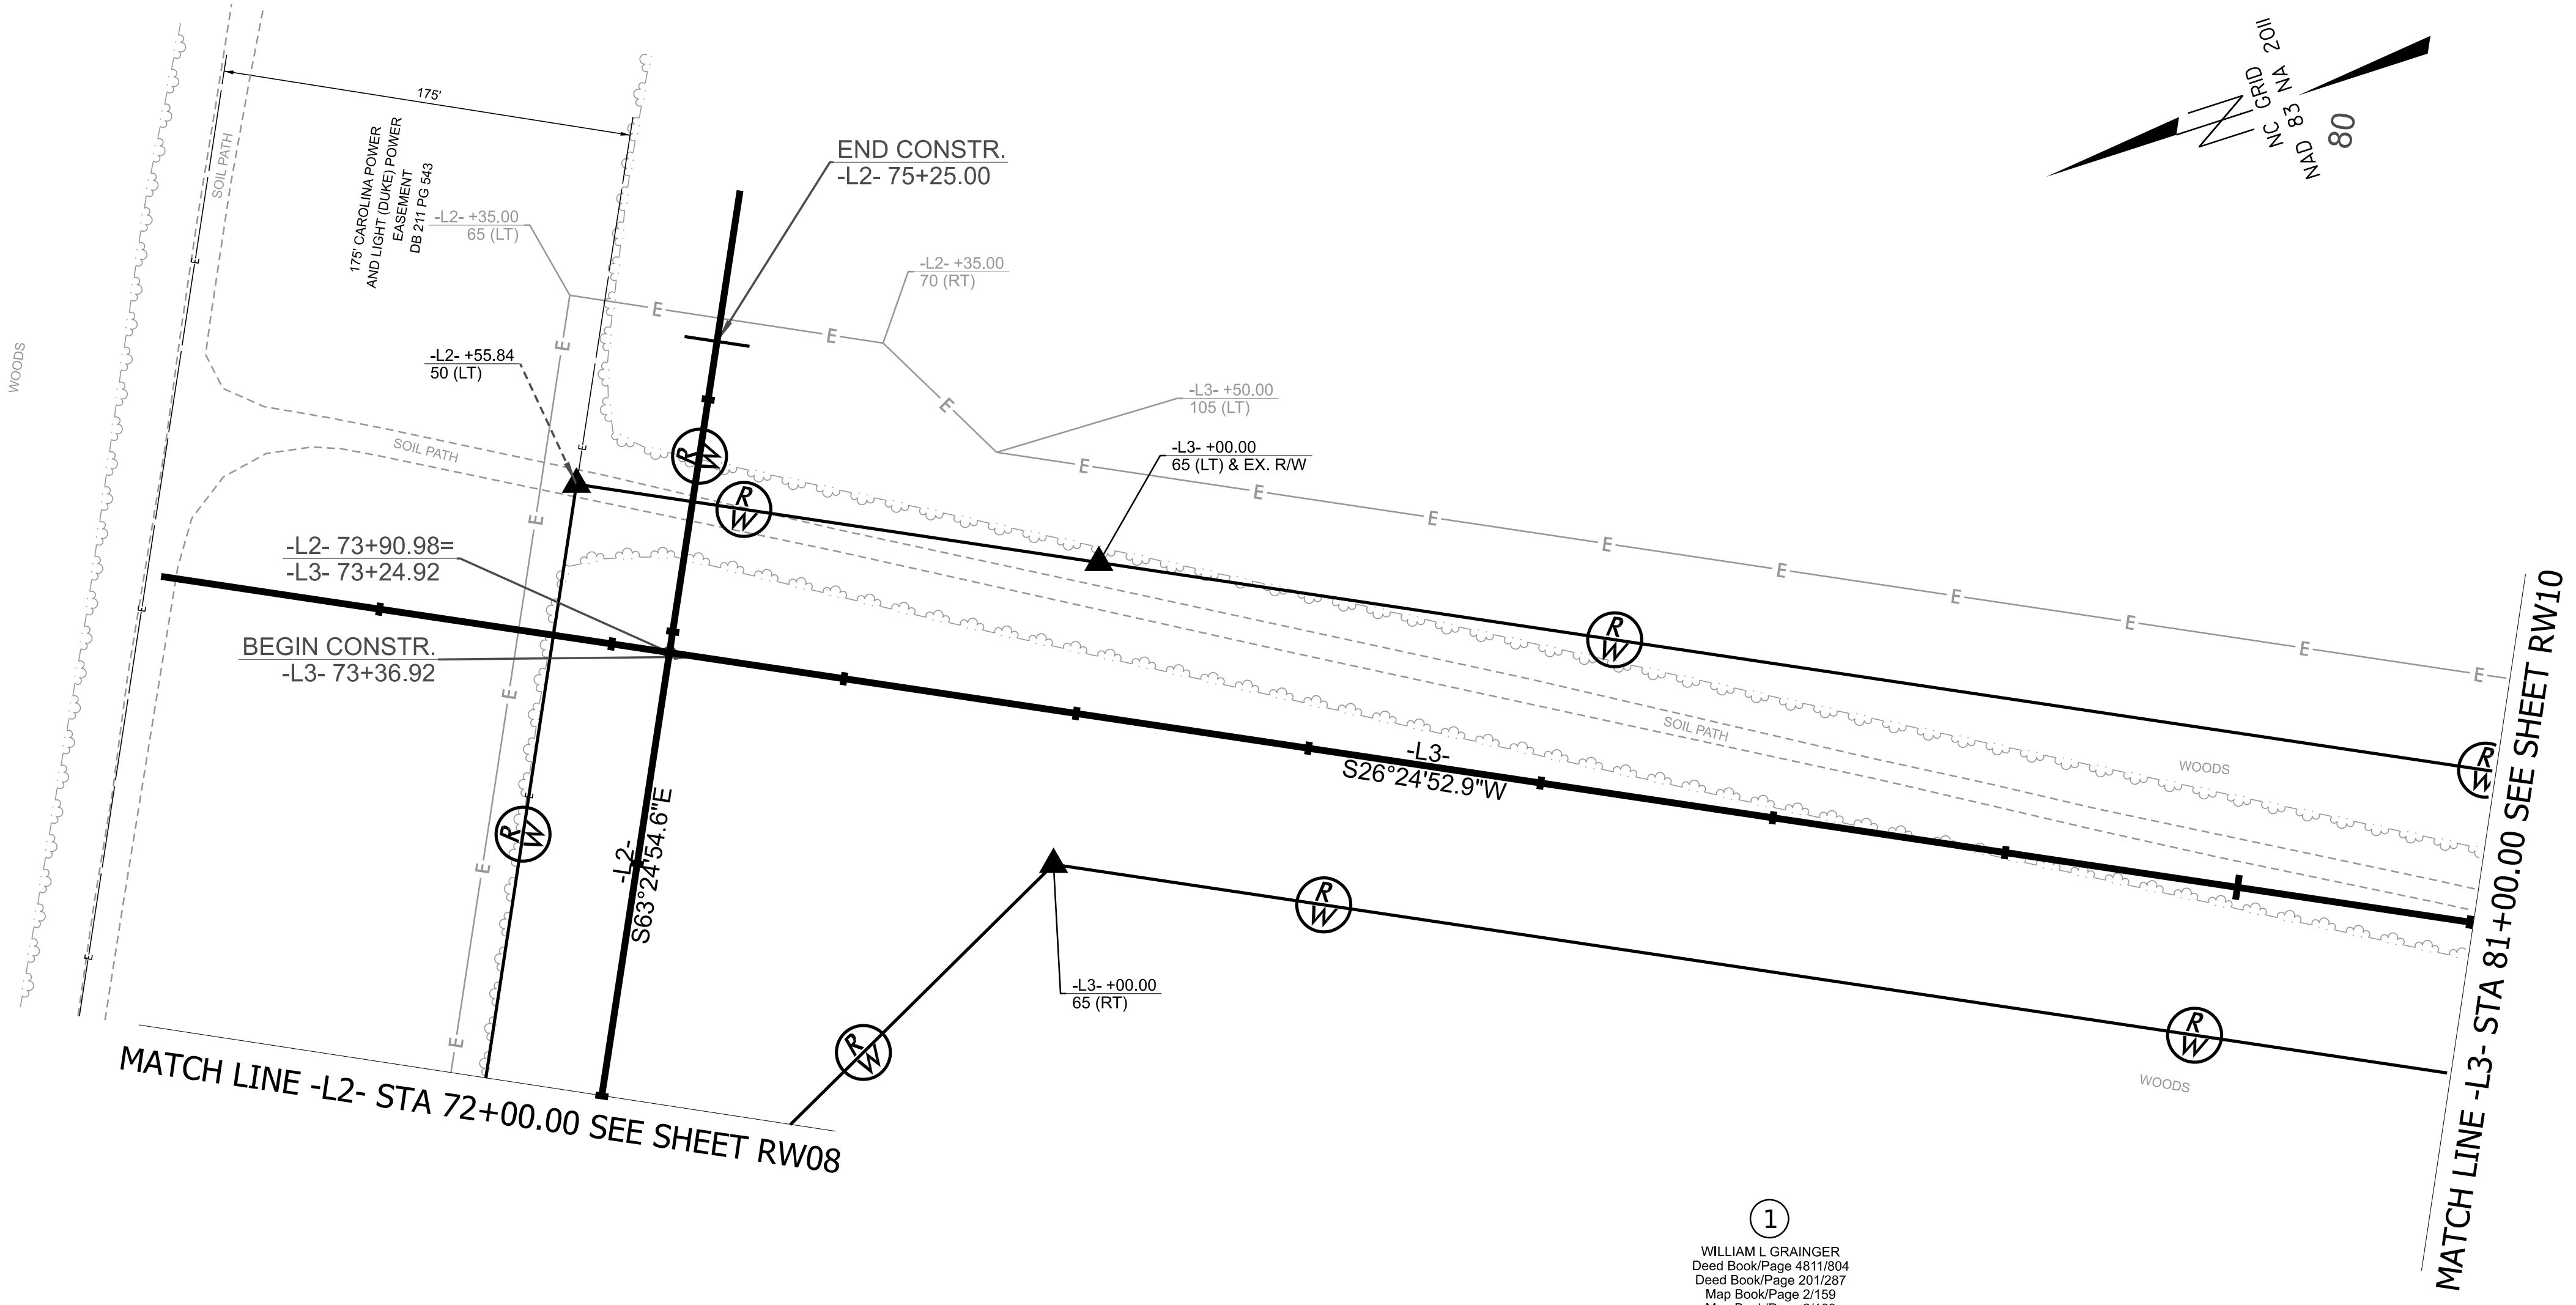 NC GRID
NAD 83 NA 2011
80
SOIL PATH
175'
175' CAROLINA POWER
AND LIGHT (DUKE) POWER
EASEMENT
DB 211 PG 543
END CONSTR.
-L2- 75+25.00
-L2- +35.00
65 (LT)
-L2- +35.00
70 (RT)
WOODS
E
E
E
E
-L2- +55.84
50 (LT)
-L3- +50.00
105 (LT)
E
-L3- +00.00
65 (LT) & EX. R/W
SOIL PATH
E
R
W
E
E
E
E
E
E
E
E
E
R
W
E
-L2- 73+90.98=
-L3- 73+24.92
E
BEGIN CONSTR.
-L3- 73+36.92
E
R
W
R
W
SOIL PATH
-L3-
S26°24'52.9"W
WOODS
E
R
W
E
-L2-
S63°24'54.6"E
R
W
E
-L3- +00.00
65 (RT)
E
R
W
R
W
WOODS
MATCH LINE -L2- STA 72+00.00 SEE SHEET RW08
MATCH LINE -L3- STA 81+00.00 SEE SHEET RW10
1
WILLIAM L GRAINGER
Deed Book/Page 4811/804
Deed Book/Page 201/287
Map Book/Page 2/159